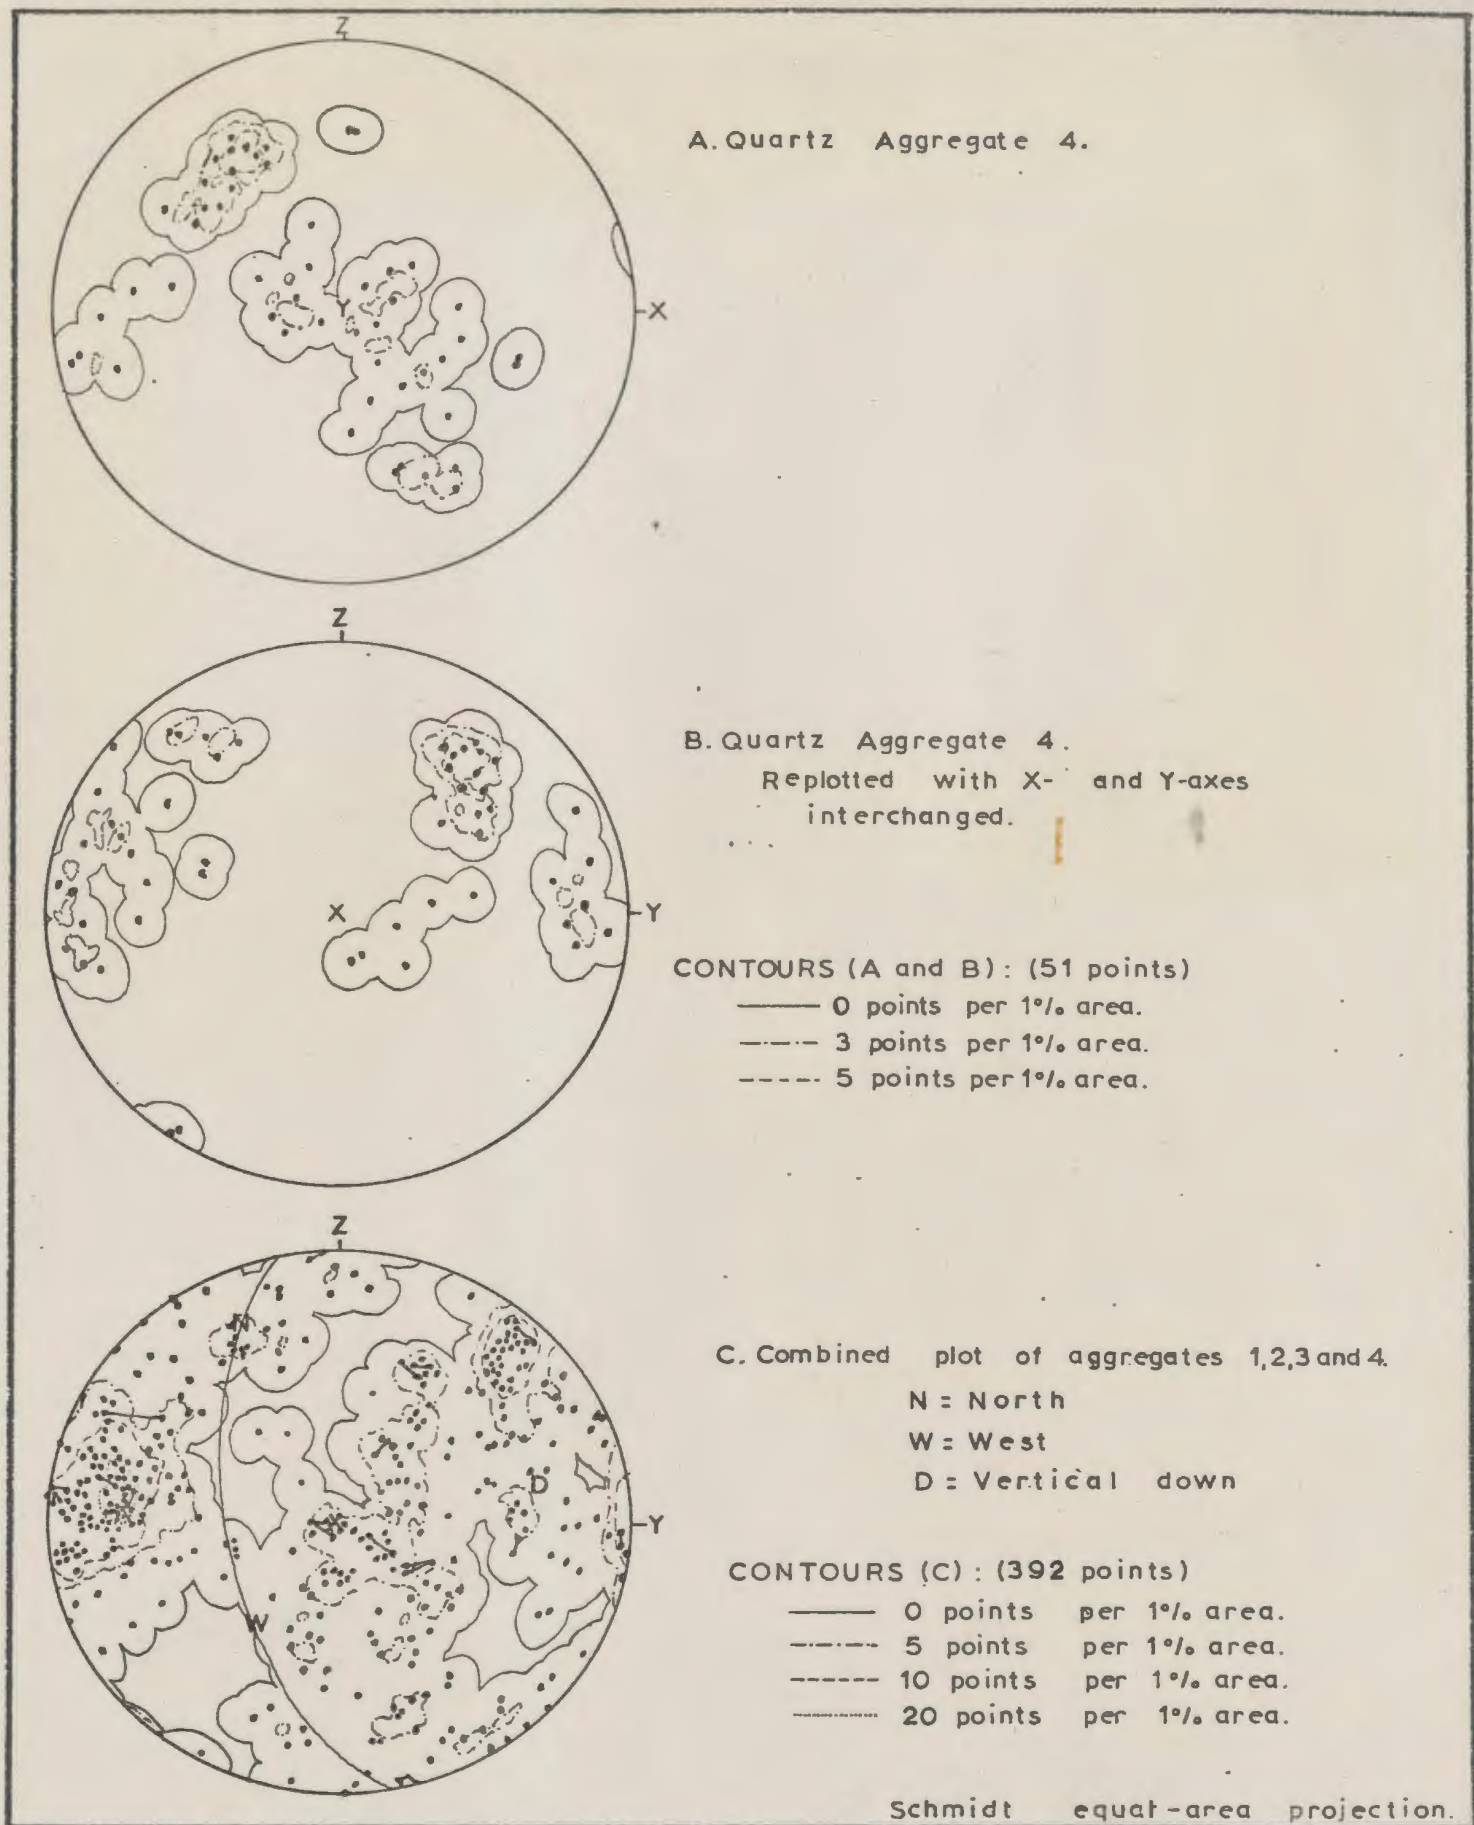 Z
A. Quartz Aggregate 4.
Y
X
Z
B. Quartz Aggregate 4.
Replotted with X- and Y-axes
interchanged.
X
Y
CONTOURS (A and B): (51 points)
0 points per 1% area.
3 points per 1% area.
5 points per 1% area.
Z
N
C. Combined plot of aggregates 1,2,3 and 4.
N = North
W = West
D = Vertical down
D
X
Y
W
CONTOURS (C): (392 points)
0 points per 1% area.
5 points per 1% area.
10 points per 1% area.
20 points per 1% area.
Schmidt equal-area projection.